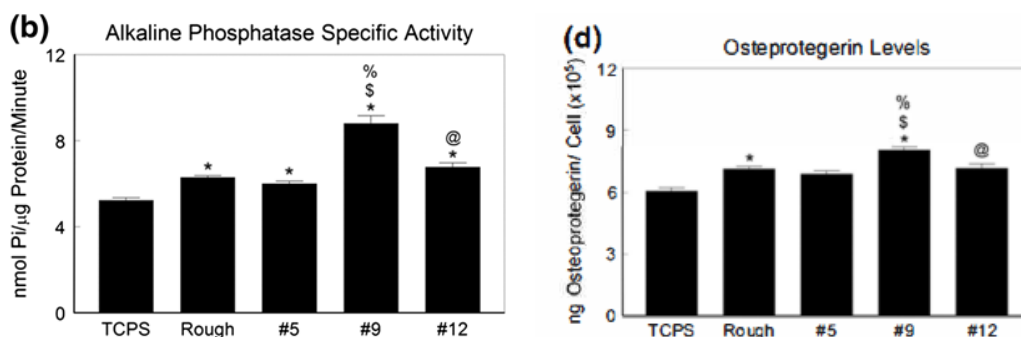 (b)
Alkaline Phosphatase Specific Activity
nmol Pi/µg Protein/Minute
12
8
4
0
*
*
%
$
*
@
*
TCPS Rough #5 #9 #12
(d)
Osteprotegerin Levels
ng Osteoprotegerin/ Cell (x10⁵)
12
9
6
3
0
*
%
$
*
@
TCPS Rough #5 #9 #12